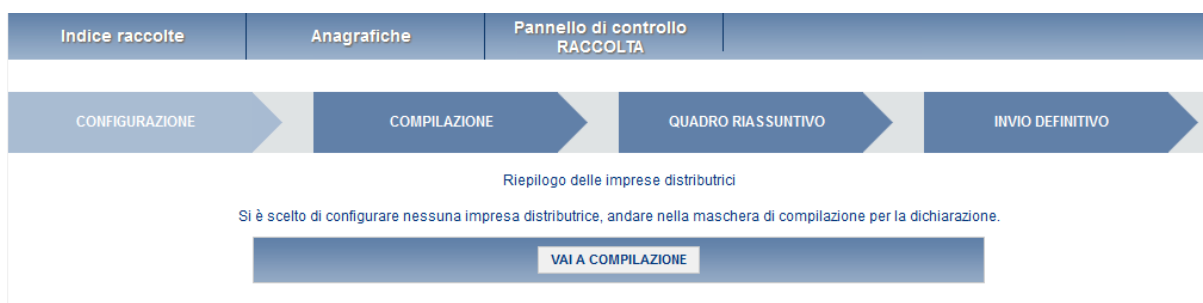 Indice raccolte
Anagrafiche
Pannello di controllo
RACCOLTA
CONFIGURAZIONE
COMPILAZIONE
QUADRO RIASSUNTIVO
INVIO DEFINITIVO
Riepilogo delle imprese distributrici
Si è scelto di configurare nessuna impresa distributrice, andare nella maschera di compilazione per la dichiarazione.
VAI A COMPILAZIONE